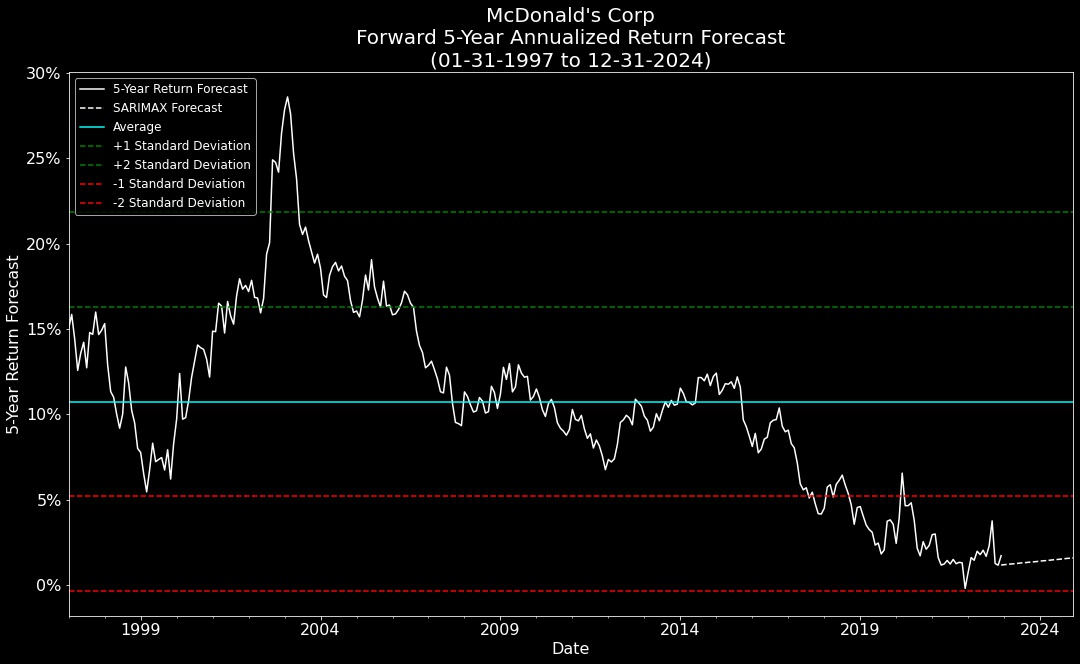 McDonald's Corp
Forward 5-Year Annualized Return Forecast
(01-31-1997 to 12-31-2024)
30%
25%
20%
15%
10%
5%
0%
5-Year Return Forecast
5-Year Return Forecast
SARIMAX Forecast
Average
+1 Standard Deviation
+2 Standard Deviation
-1 Standard Deviation
-2 Standard Deviation
1999
2004
2009
2014
2019
2024
Date